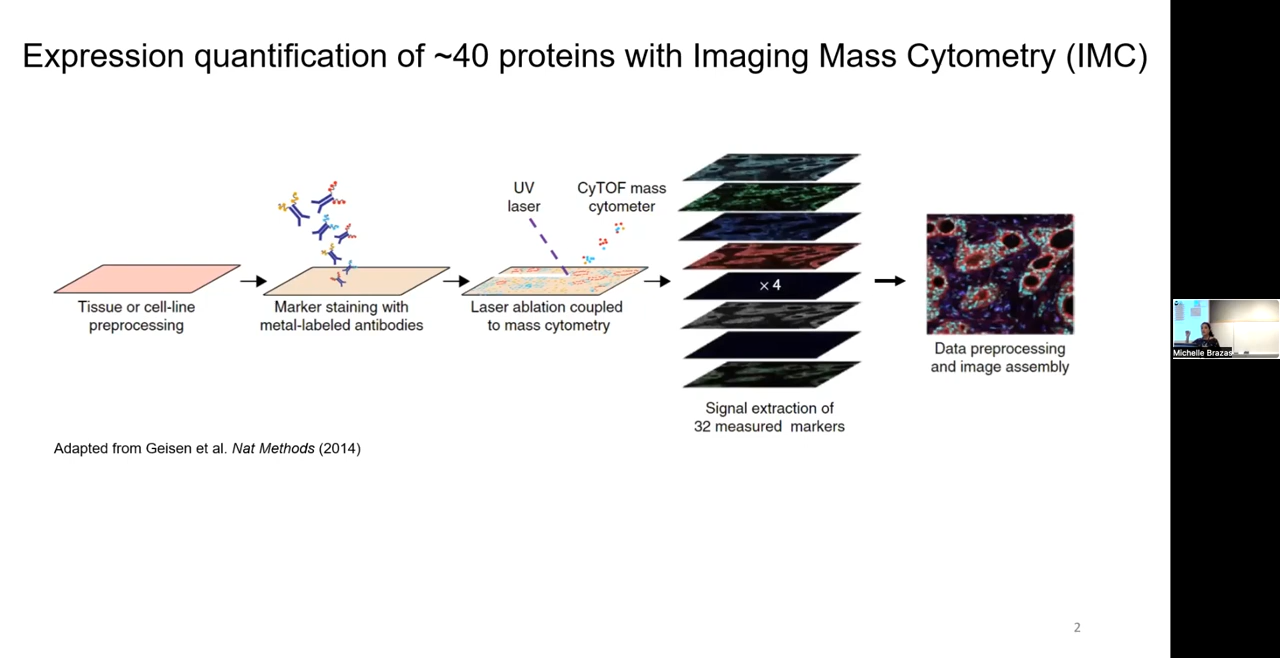 Expression quantification of ~40 proteins with Imaging Mass Cytometry (IMC)
UV
laser
CyTOF mass
cytometer
× 4
Tissue or cell-line
preprocessing
Marker staining with
metal-labeled antibodies
Laser ablation coupled
to mass cytometry
Data preprocessing
and image assembly
Signal extraction of
32 measured markers
Adapted from Geisen et al. Nat Methods (2014)
Michelle Brazas
2